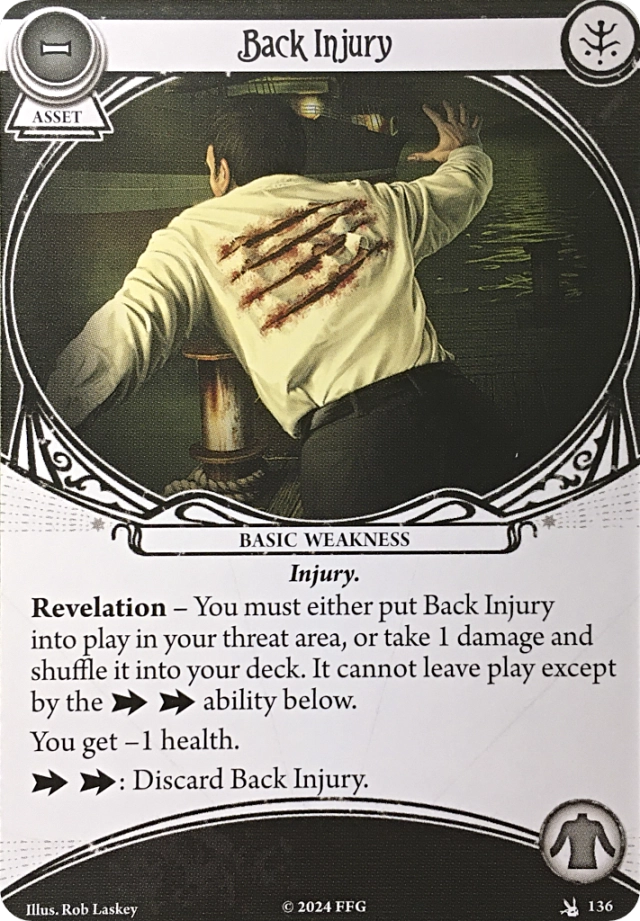 Back Injury
ASSET
BASIC WEAKNESS
Injury.
Revelation – You must either put Back Injury
into play in your threat area, or take 1 damage and
shuffle it into your deck. It cannot leave play except
by the ability below.
You get –1 health.
: Discard Back Injury.
Illus. Rob Laskey
© 2024 FFG
136